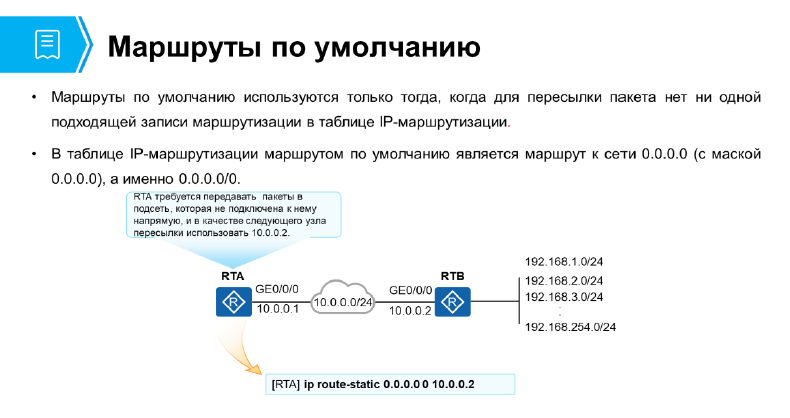 Маршруты по умолчанию
• Маршруты по умолчанию используются только тогда, когда для пересылки пакета нет ни одной
подходящей записи маршрутизации в таблице IP-маршрутизации.
• В таблице IP-маршрутизации маршрутом по умолчанию является маршрут к сети 0.0.0.0 (с маской
0.0.0.0), а именно 0.0.0.0/0.
RTA требуется передавать пакеты в
подсеть, которая не подключена к нему
напрямую, и в качестве следующего узла
пересылки использовать 10.0.0.2.
RTA
GE0/0/0
10.0.0.1
R
10.0.0.0/24
RTB
GE0/0/0
10.0.0.2
R
192.168.1.0/24
192.168.2.0/24
192.168.3.0/24
:
192.168.254.0/24
[RTA] ip route-static 0.0.0.0 0 10.0.0.2